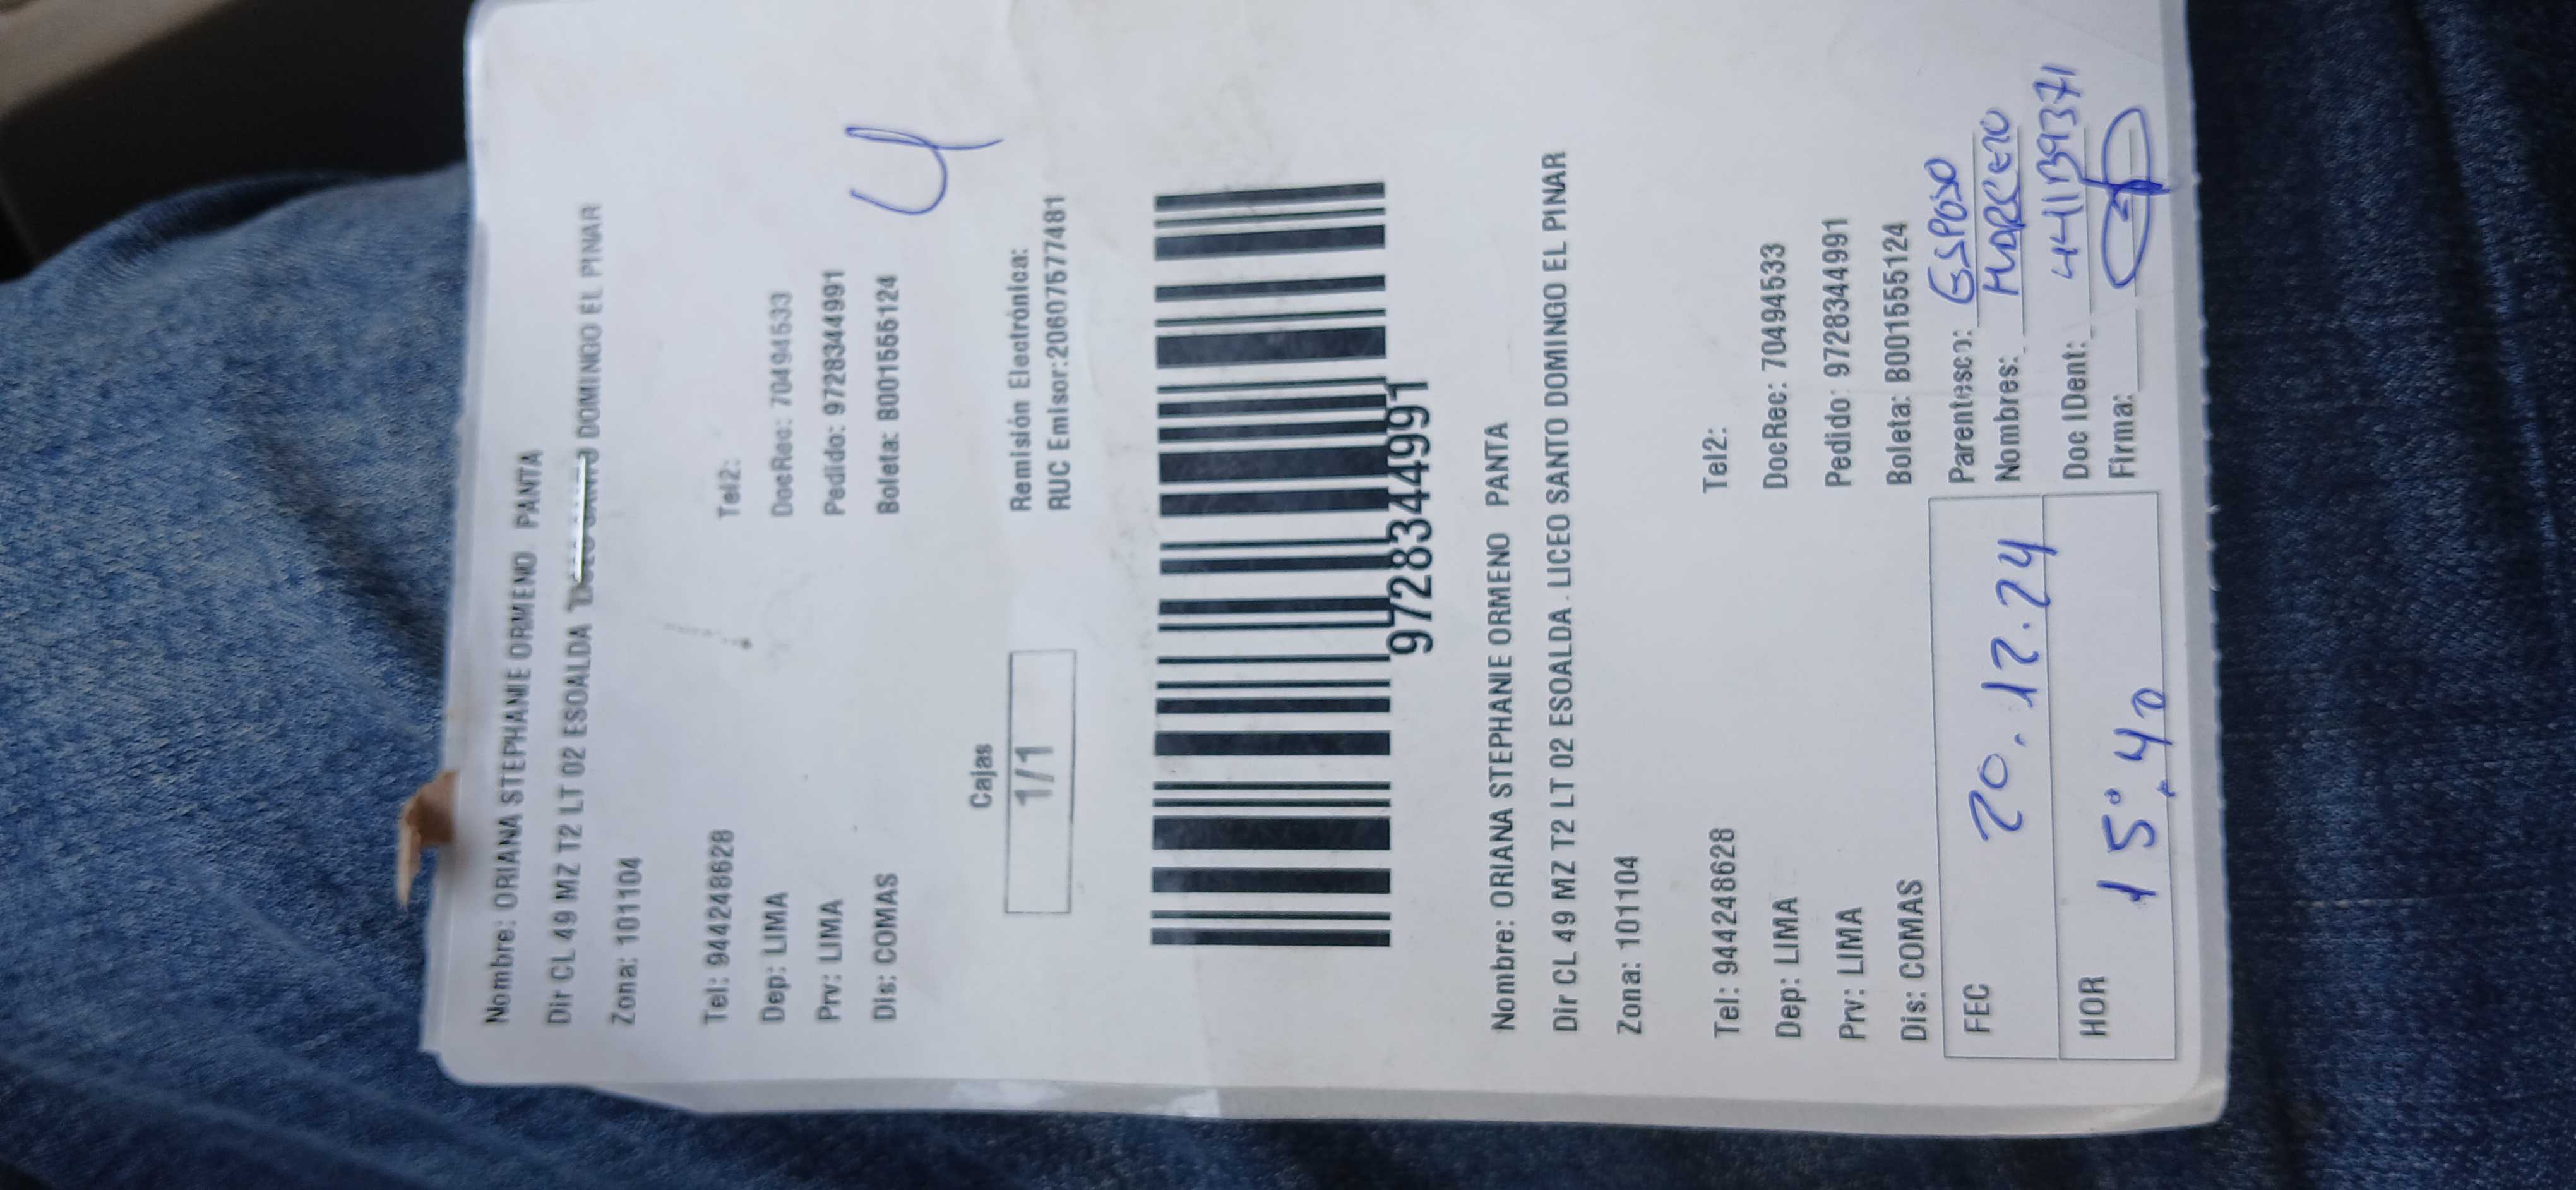 Nombre: ORIANA STEPHANIE ORMENO PANTA
Dir CL 49 MZ T2 LT 02 ESOALDA DOMINGO EL PINAR
Zona: 101104
Tel: 944248628 Tel2:
Dep: LIMA DocRec: 70494533
Prv: LIMA Pedido: 97283449​91
Dis: COMAS Boleta: B001555124
4
Cajas
1/1
Remisión Electrónica:
RUC Emisor:20607577481
9728344991
Nombre: ORIANA STEPHANIE ORMENO PANTA
Dir CL 49 MZ T2 LT 02 ESOALDA . LICEO SANTO DOMINGO EL PINAR
Zona: 101104
Tel: 944248628 Tel2:
Dep: LIMA DocRec: 70494533
Prv: LIMA Pedido: 9728344991
Dis: COMAS Boleta: B001555124
FEC 20.12.24
HOR 15:40
Parentesco: ESPOSO
Nombres:
Doc IDent:
Firma: